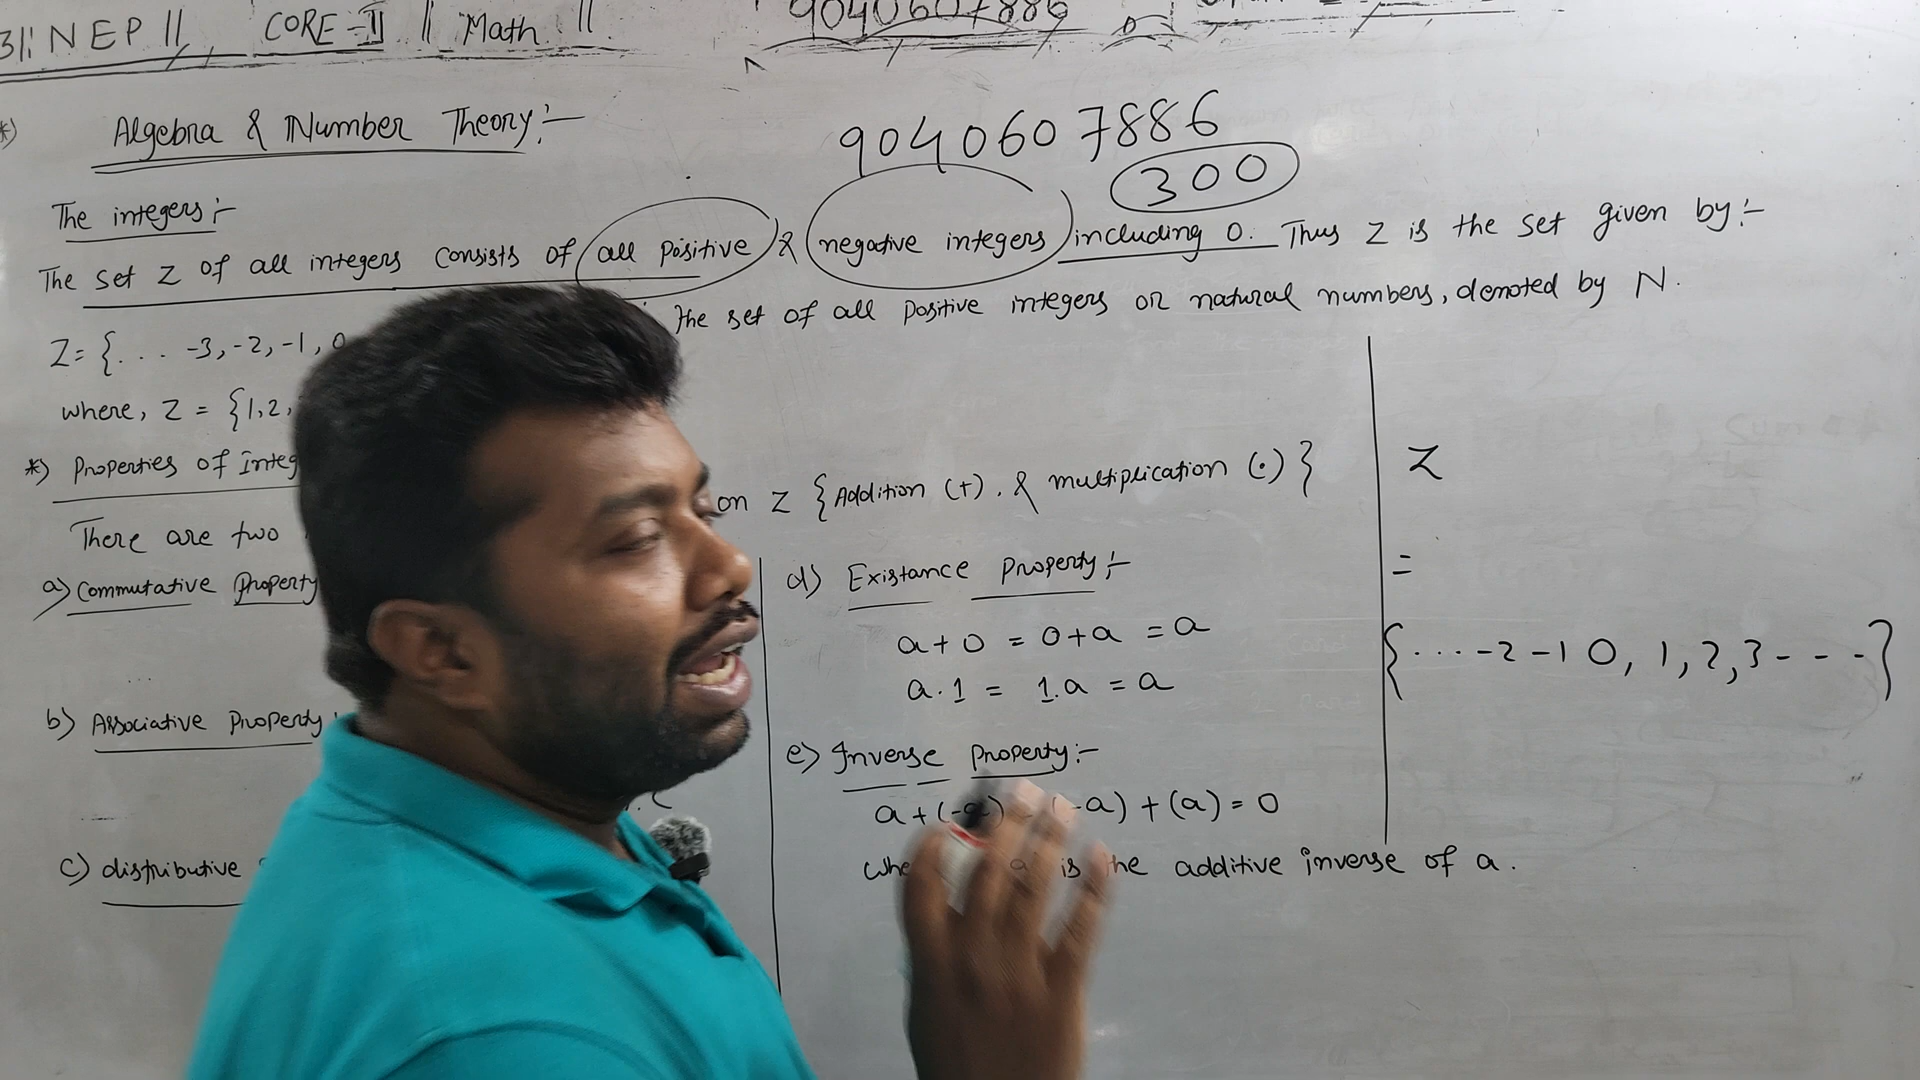 NEP || CORE-II || Math ||
9040607886
Algebra & Number Theory:-
9040607886
300
The integers:-
The set Z of all integers consists of all positive & negative integers including 0. Thus Z is the set given by:-
Z={. . . . -3,-2,-1, 0 the set of all positive integers or natural numbers, denoted by N.
where, Z = {1,2,
*) Properties of Integ
There are two on Z {Addition (+), & multiplication (·)}
a) Commutative Property
b) Associative Property:
c) distributive
d) Existance Property:-
a+0 = 0+a = a
a.1 = 1.a = a
e) Inverse Property:-
a+(-a) = (-a) + (a) = 0
is the additive inverse of a.
Z
=
{....-2 -1 0, 1, 2, 3 - - - -}